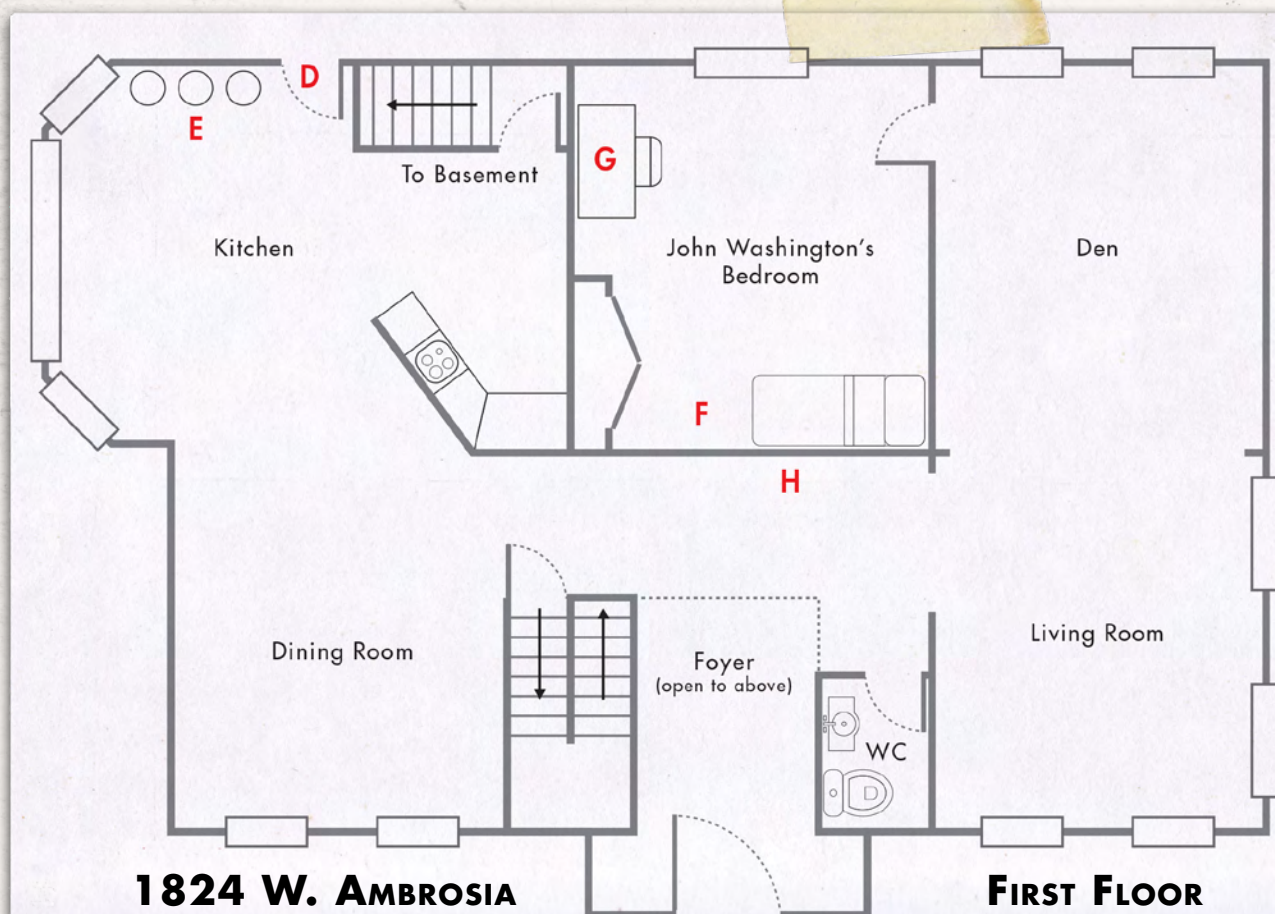 D
E
To Basement
G
Kitchen
John Washington's
Bedroom
Den
F
H
Dining Room
Foyer
(open to above)
Living Room
WC
1824 W. Ambrosia
First Floor